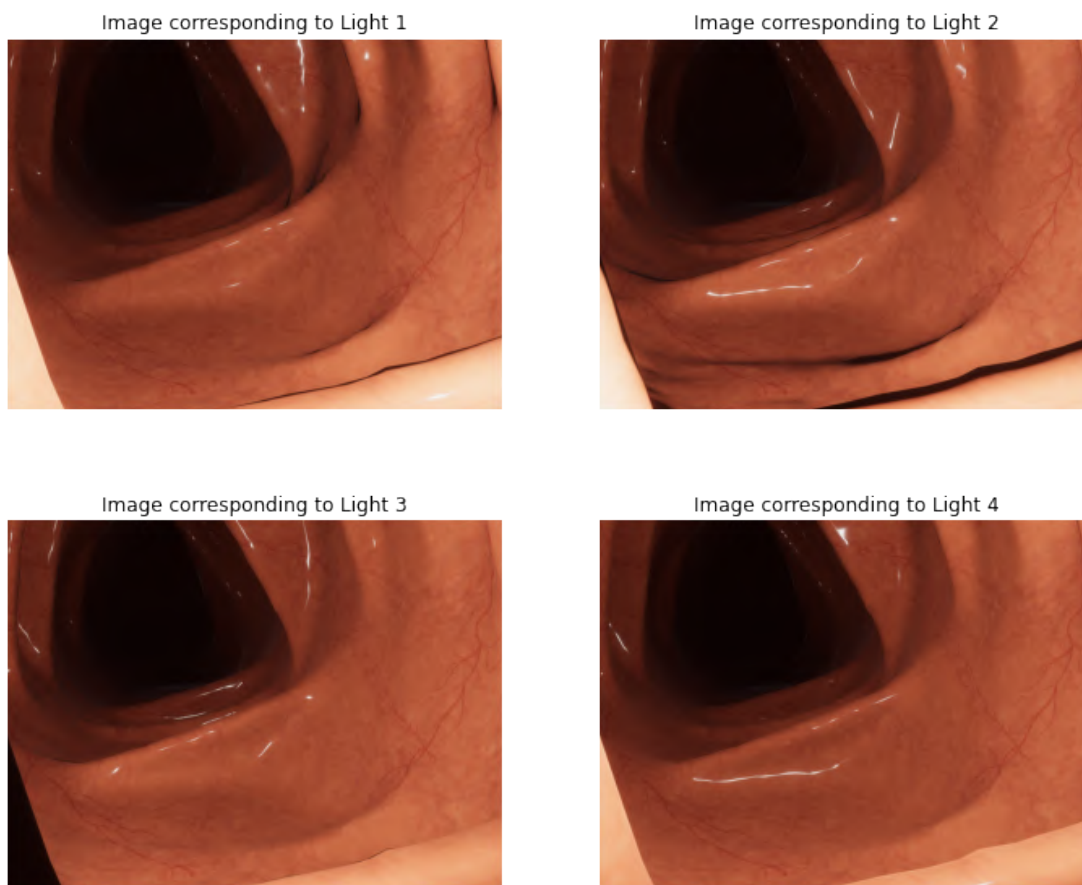 Image corresponding to Light 1
Image corresponding to Light 2
Image corresponding to Light 3
Image corresponding to Light 4